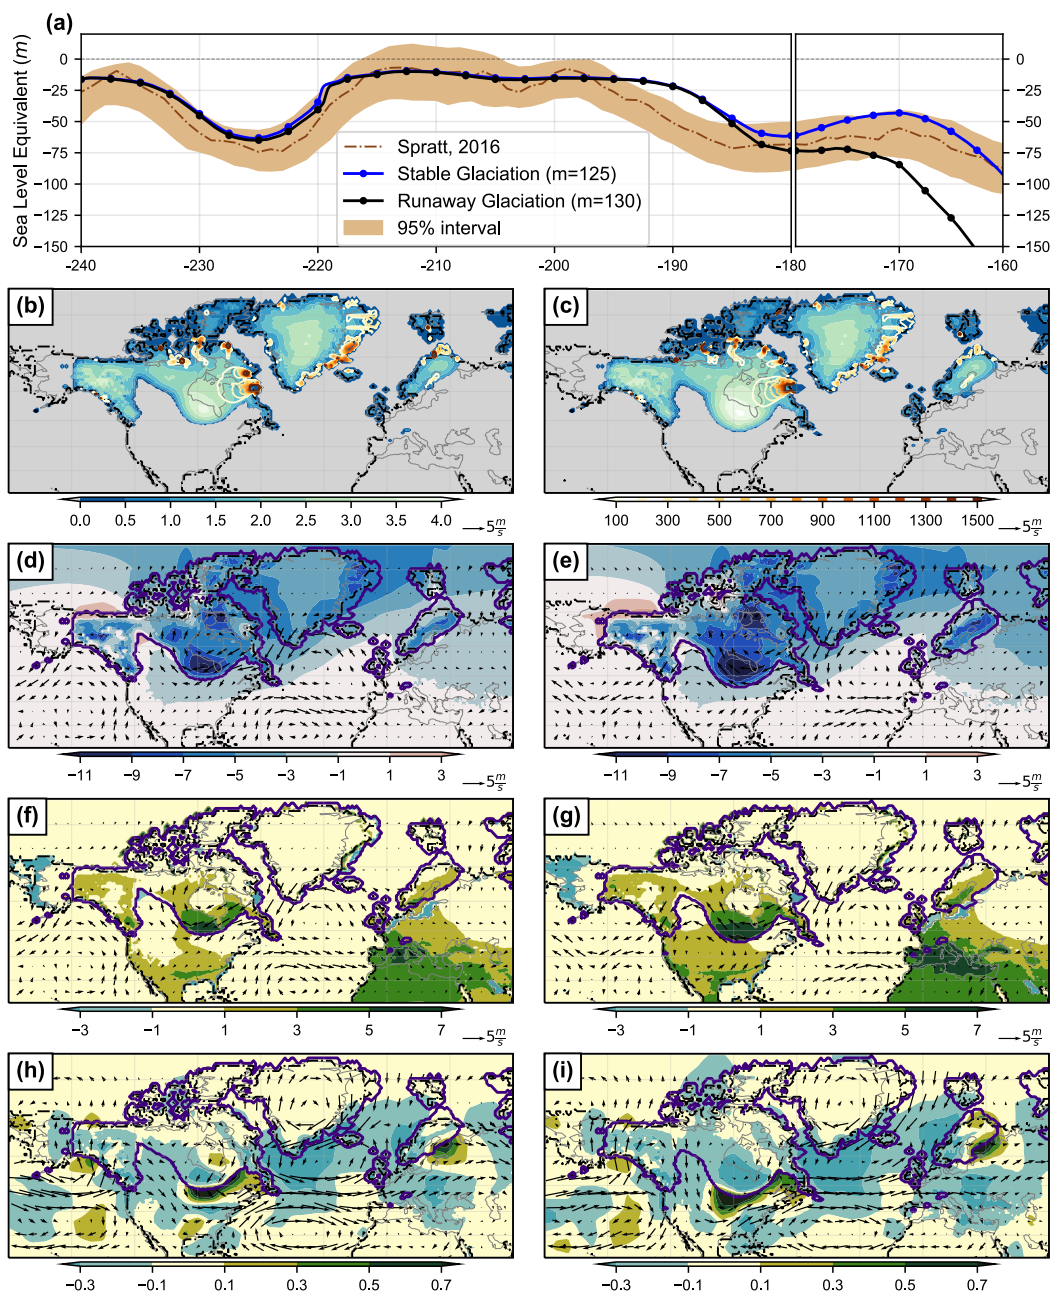 (a)
Sea Level Equivalent (m)
0
−25
−50
−75
−100
−125
−150
0
−25
−50
−75
−100
−125
−150
Spratt, 2016
Stable Glaciation (m=125)
Runaway Glaciation (m=130)
95% interval
−240 −230 −220 −210 −200 −190 −180 −170 −160
(b) (c)
0.0 0.5 1.0 1.5 2.0 2.5 3.0 3.5 4.0 5 m/s
100 300 500 700 900 1100 1300 1500 5 m/s
(d) (e)
−11 −9 −7 −5 −3 −1 1 3 5 m/s
−11 −9 −7 −5 −3 −1 1 3 5 m/s
(f) (g)
−3 −1 1 3 5 7 5 m/s
−3 −1 1 3 5 7 5 m/s
(h) (i)
−0.3 −0.1 0.1 0.3 0.5 0.7
−0.3 −0.1 0.1 0.3 0.5 0.7